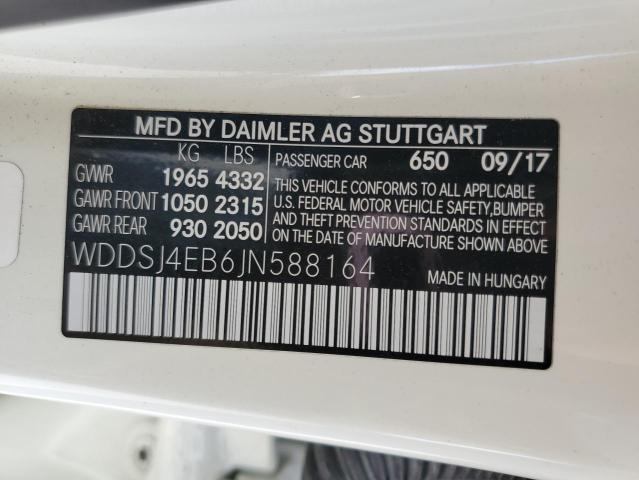 MFD BY DAIMLER AG STUTTGART
KG LBS
GVWR 1965 4332
GAWR FRONT 1050 2315
GAWR REAR 930 2050
PASSENGER CAR 650 09/17
THIS VEHICLE CONFORMS TO ALL APPLICABLE
U.S. FEDERAL MOTOR VEHICLE SAFETY,BUMPER
AND THEFT PREVENTION STANDARDS IN EFFECT
ON THE DATE OF MANUFACTURE SHOWN ABOVE.
WDDSJ4EB6JN588164
MADE IN HUNGARY